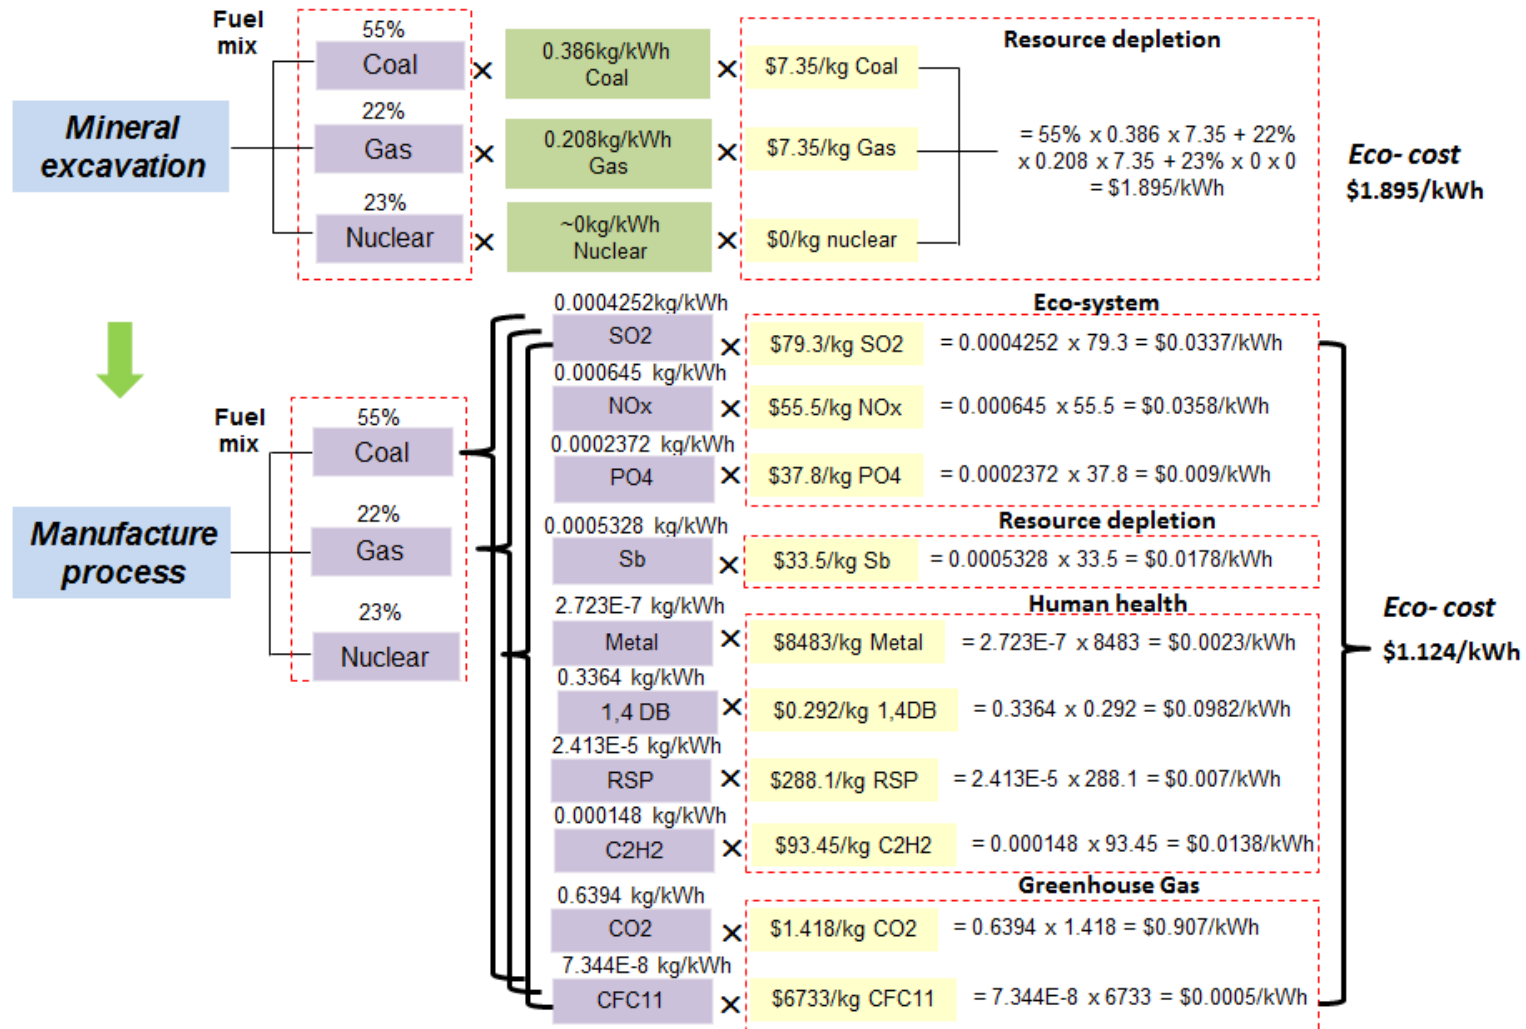 Fuel
mix
55%
Coal
×
0.386kg/kWh
Coal
×
$7.35/kg Coal
Resource depletion
Mineral
excavation
22%
Gas
×
0.208kg/kWh
Gas
×
$7.35/kg Gas
= 55% x 0.386 x 7.35 + 22%
x 0.208 x 7.35 + 23% x 0 x 0
= $1.895/kWh
Eco- cost
$1.895/kWh
23%
Nuclear
×
~0kg/kWh
Nuclear
×
$0/kg nuclear
Fuel
mix
55%
Coal
Manufacture
process
22%
Gas
23%
Nuclear
Eco-system
0.0004252kg/kWh
SO2
×
$79.3/kg SO2
= 0.0004252 x 79.3 = $0.0337/kWh
0.000645 kg/kWh
NOx
×
$55.5/kg NOx
= 0.000645 x 55.5 = $0.0358/kWh
0.0002372 kg/kWh
PO4
×
$37.8/kg PO4
= 0.0002372 x 37.8 = $0.009/kWh
Resource depletion
0.0005328 kg/kWh
Sb
×
$33.5/kg Sb
= 0.0005328 x 33.5 = $0.0178/kWh
Human health
2.723E-7 kg/kWh
Metal
×
$8483/kg Metal
= 2.723E-7 x 8483 = $0.0023/kWh
0.3364 kg/kWh
1,4 DB
×
$0.292/kg 1,4DB
= 0.3364 x 0.292 = $0.0982/kWh
2.413E-5 kg/kWh
RSP
×
$288.1/kg RSP
= 2.413E-5 x 288.1 = $0.007/kWh
0.000148 kg/kWh
C2H2
×
$93.45/kg C2H2
= 0.000148 x 93.45 = $0.0138/kWh
Greenhouse Gas
0.6394 kg/kWh
CO2
×
$1.418/kg CO2
= 0.6394 x 1.418 = $0.907/kWh
7.344E-8 kg/kWh
CFC11
×
$6733/kg CFC11
= 7.344E-8 x 6733 = $0.0005/kWh
Eco- cost
$1.124/kWh